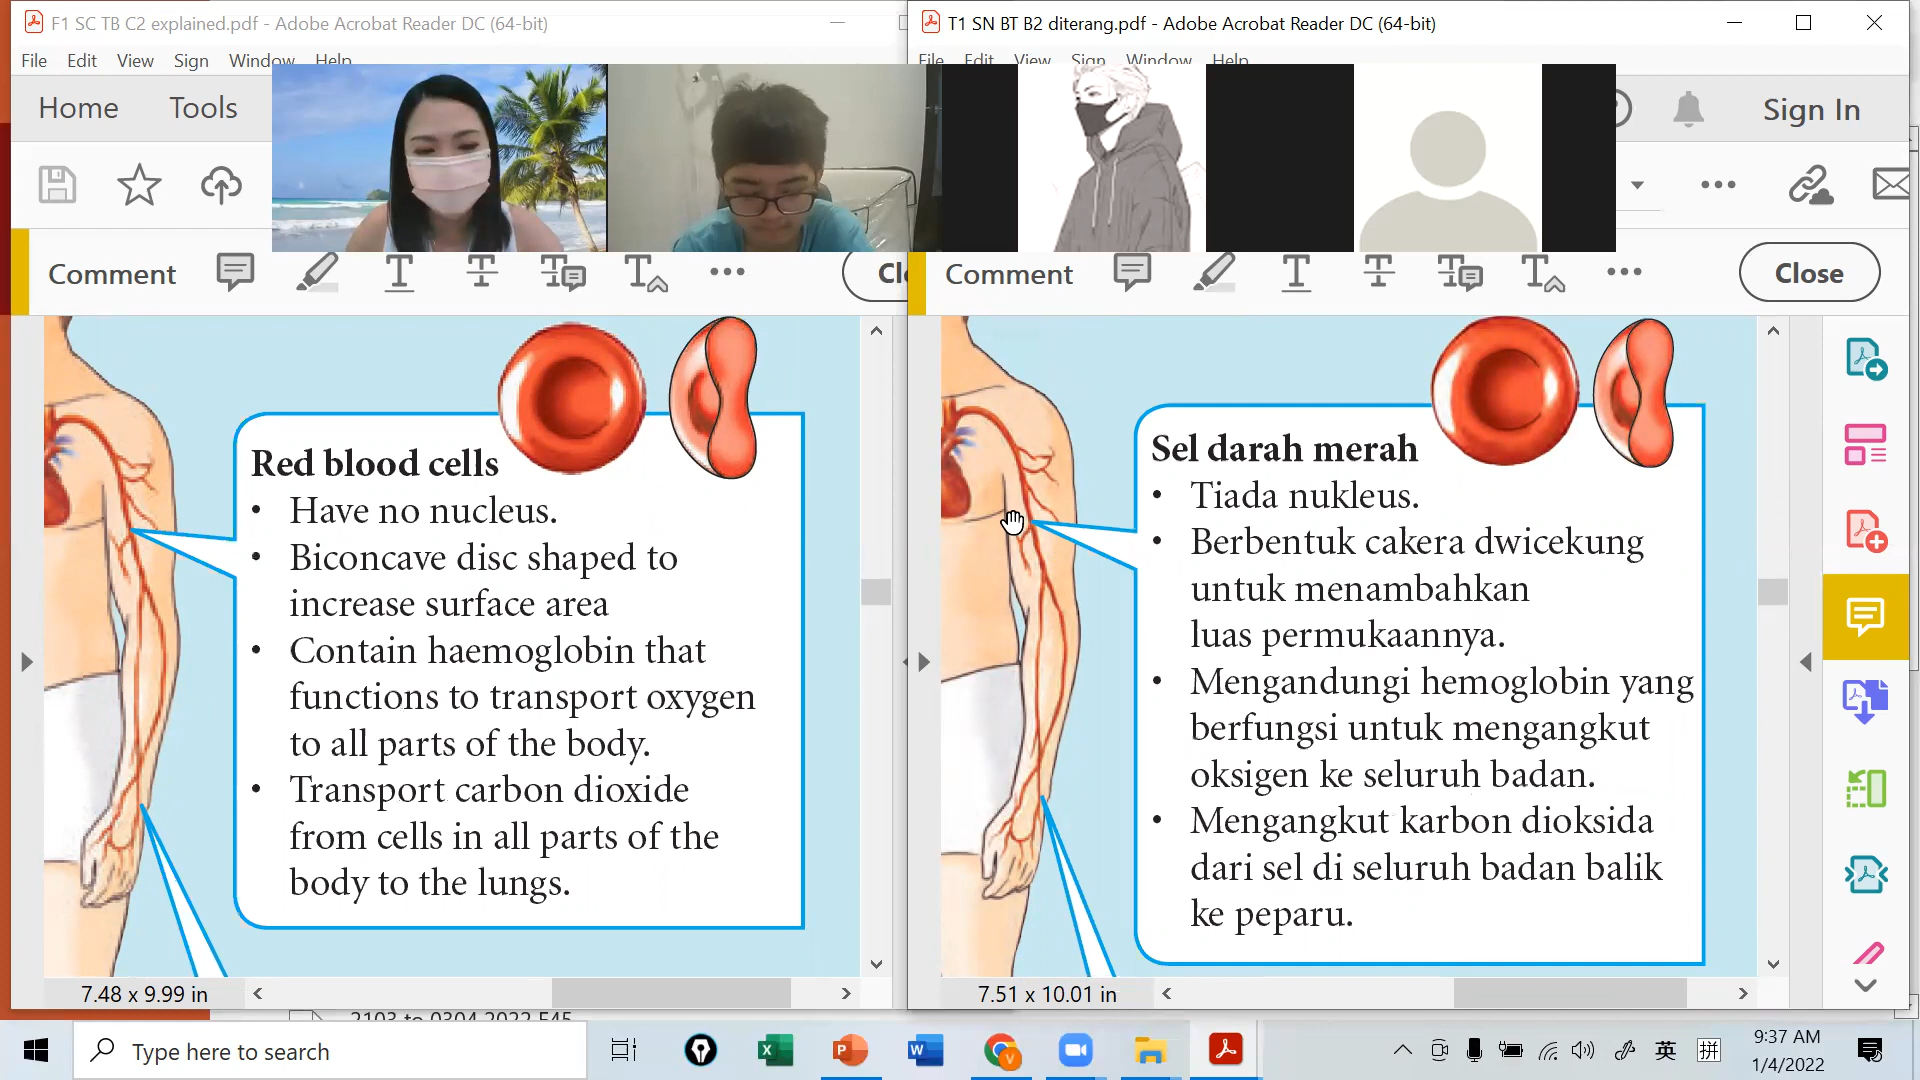 F1 SC TB C2 explained.pdf - Adobe Acrobat Reader DC (64-bit)
File Edit View Sign Window Help
Home Tools
Comment
Red blood cells
• Have no nucleus.
• Biconcave disc shaped to
increase surface area
• Contain haemoglobin that
functions to transport oxygen
to all parts of the body.
• Transport carbon dioxide
from cells in all parts of the
body to the lungs.
7.48 x 9.99 in
T1 SN BT B2 diterang.pdf - Adobe Acrobat Reader DC (64-bit)
File Edit View Sign Window Help
Sign In
Comment
Close
Sel darah merah
• Tiada nukleus.
• Berbentuk cakera dwicekung
untuk menambahkan
luas permukaannya.
• Mengandungi hemoglobin yang
berfungsi untuk mengangkut
oksigen ke seluruh badan.
• Mengangkut karbon dioksida
dari sel di seluruh badan balik
ke peparu.
7.51 x 10.01 in
Type here to search
英
拼
9:37 AM
1/4/2022